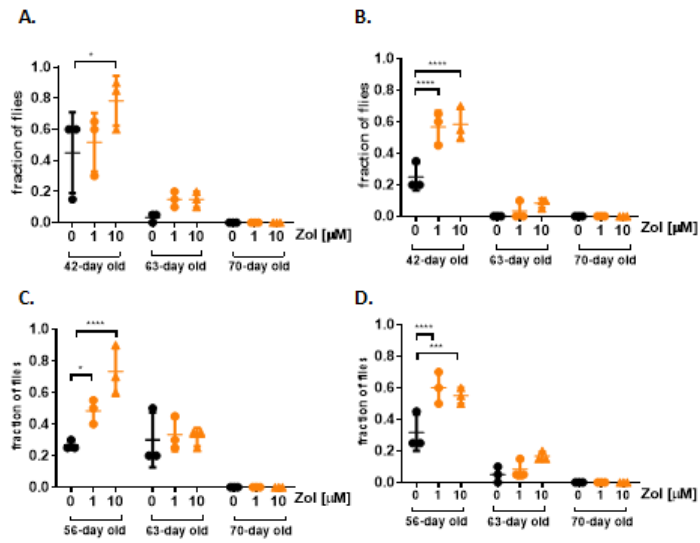 A.
*
1.0
0.8
0.6
0.4
0.2
0.0
fraction of flies
0 1 10 0 1 10 0 1 10 Zol [µM]
42-day old 63-day old 70-day old
B.
****
****
1.0
0.8
0.6
0.4
0.2
0.0
fraction of flies
0 1 10 0 1 10 0 1 10 Zol [µM]
42-day old 63-day old 70-day old
C.
****
*
1.0
0.8
0.6
0.4
0.2
0.0
fraction of flies
0 1 10 0 1 10 0 1 10 Zol [µM]
56-day old 63-day old 70-day old
D.
****
***
1.0
0.8
0.6
0.4
0.2
0.0
fraction of flies
0 1 10 0 1 10 0 1 10 Zol [µM]
56-day old 63-day old 70-day old